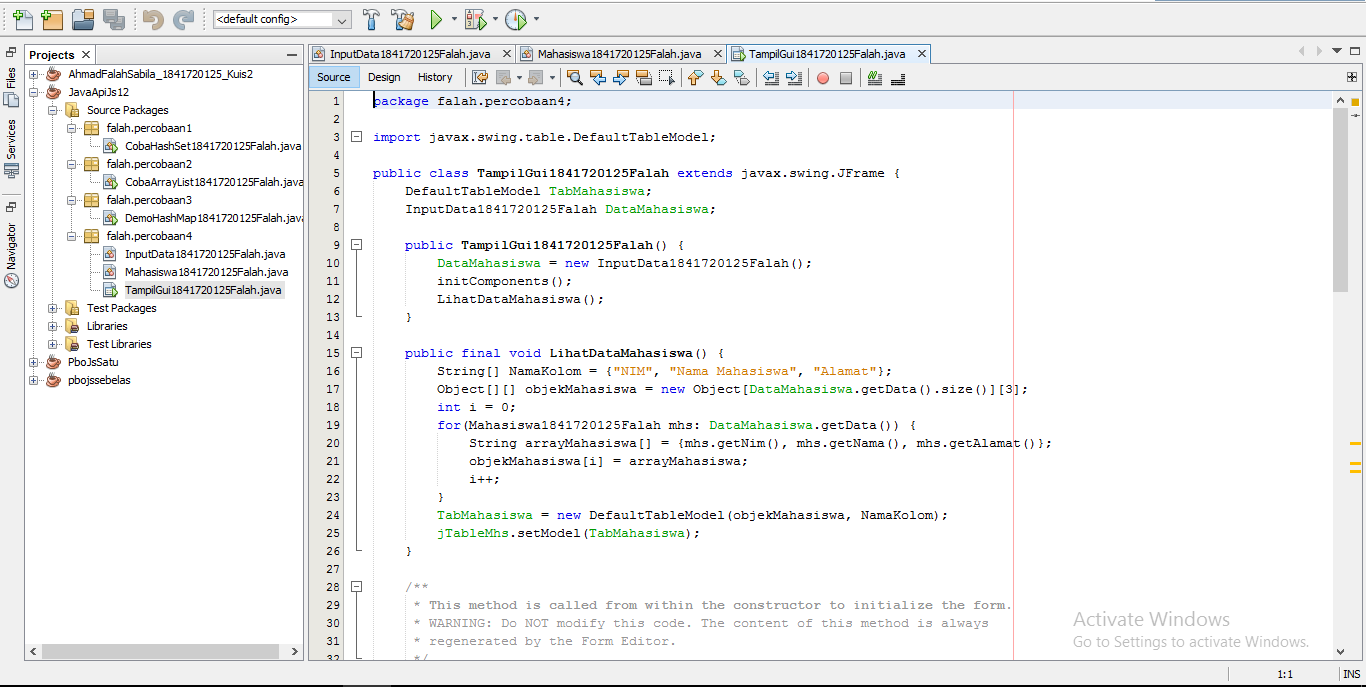 <default config>
Files
Services
Navigator
Projects
AhmadFalahSabila_1841720125_Kuis2
JavaApiJs12
Source Packages
falah.percobaan1
CobaHashSet1841720125Falah.java
falah.percobaan2
CobaArrayList1841720125Falah.java
falah.percobaan3
DemoHashMap1841720125Falah.java
falah.percobaan4
InputData1841720125Falah.java
Mahasiswa1841720125Falah.java
TampilGui1841720125Falah.java
Test Packages
Libraries
Test Libraries
PboJsSatu
pbojssebelas
InputData1841720125Falah.java Mahasiswa1841720125Falah.java TampilGui1841720125Falah.java
Source Design History
1 package falah.percobaan4;
2
3 import javax.swing.table.DefaultTableModel;
4
5 public class TampilGui1841720125Falah extends javax.swing.JFrame {
6 DefaultTableModel TabMahasiswa;
7 InputData1841720125Falah DataMahasiswa;
8
9 public TampilGui1841720125Falah() {
10 DataMahasiswa = new InputData1841720125Falah();
11 initComponents();
12 LihatDataMahasiswa();
13 }
14
15 public final void LihatDataMahasiswa() {
16 String[] NamaKolom = {"NIM", "Nama Mahasiswa", "Alamat"};
17 Object[][] objekMahasiswa = new Object[DataMahasiswa.getData().size()][3];
18 int i = 0;
19 for(Mahasiswa1841720125Falah mhs: DataMahasiswa.getData()) {
20 String arrayMahasiswa[] = {mhs.getNim(), mhs.getNama(), mhs.getAlamat()};
21 objekMahasiswa[i] = arrayMahasiswa;
22 i++;
23 }
24 TabMahasiswa = new DefaultTableModel(objekMahasiswa, NamaKolom);
25 jTableMhs.setModel(TabMahasiswa);
26 }
27
28 /**
29 * This method is called from within the constructor to initialize the form.
30 * WARNING: Do NOT modify this code. The content of this method is always
31 * regenerated by the Form Editor.
32 */
Activate Windows
Go to Settings to activate Windows.
1:1 INS